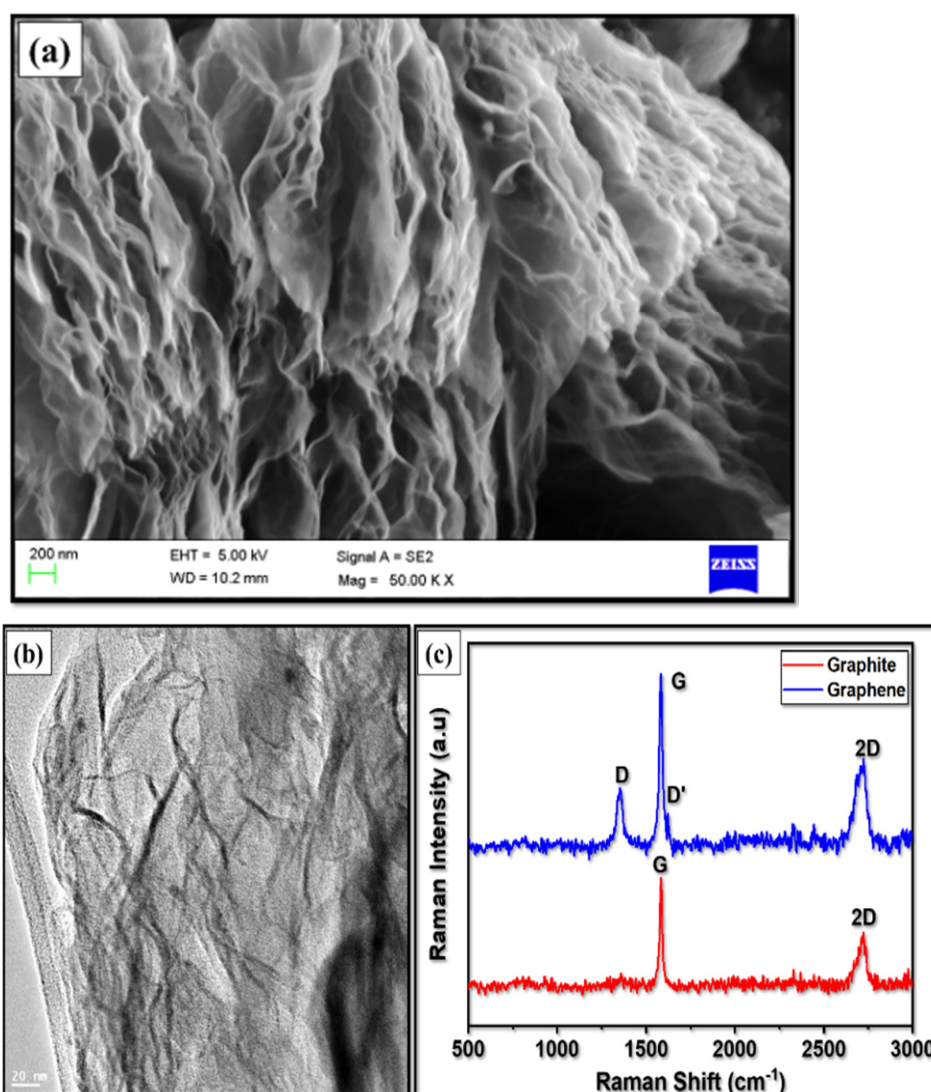 (a)
200 nm
EHT = 5.00 kV
Signal A = SE2
WD = 10.2 mm
Mag = 50.00 K X
ZEISS
(b)
20 nm
(c)
Graphite
Graphene
G
D
D'
2D
G
2D
Raman Intensity (a.u)
500 1000 1500 2000 2500 3000
Raman Shift (cm⁻¹)